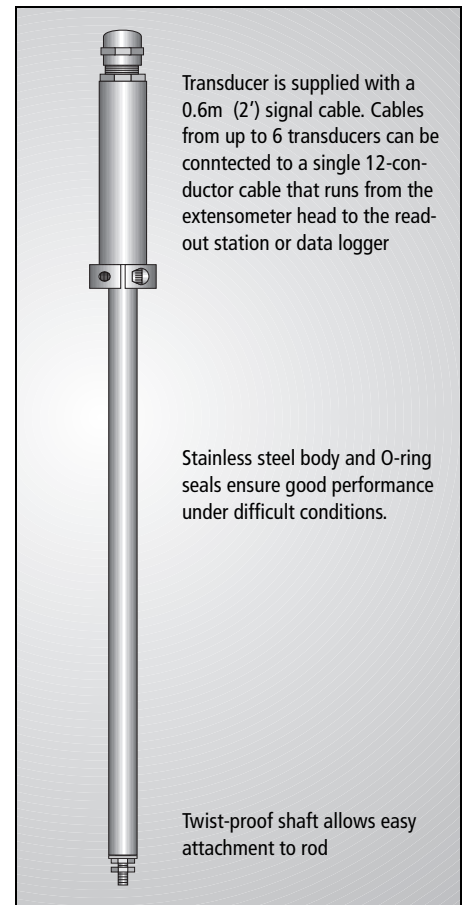 Transducer is supplied with a
0.6m  (2') signal cable. Cables
from up to 6 transducers can be
conntected to a single 12-con-
ductor cable that runs from the
extensometer head to the read-
out station or data logger
Stainless steel body and O-ring
seals ensure good performance
under difficult conditions.
Twist-proof shaft allows easy
attachment to rod